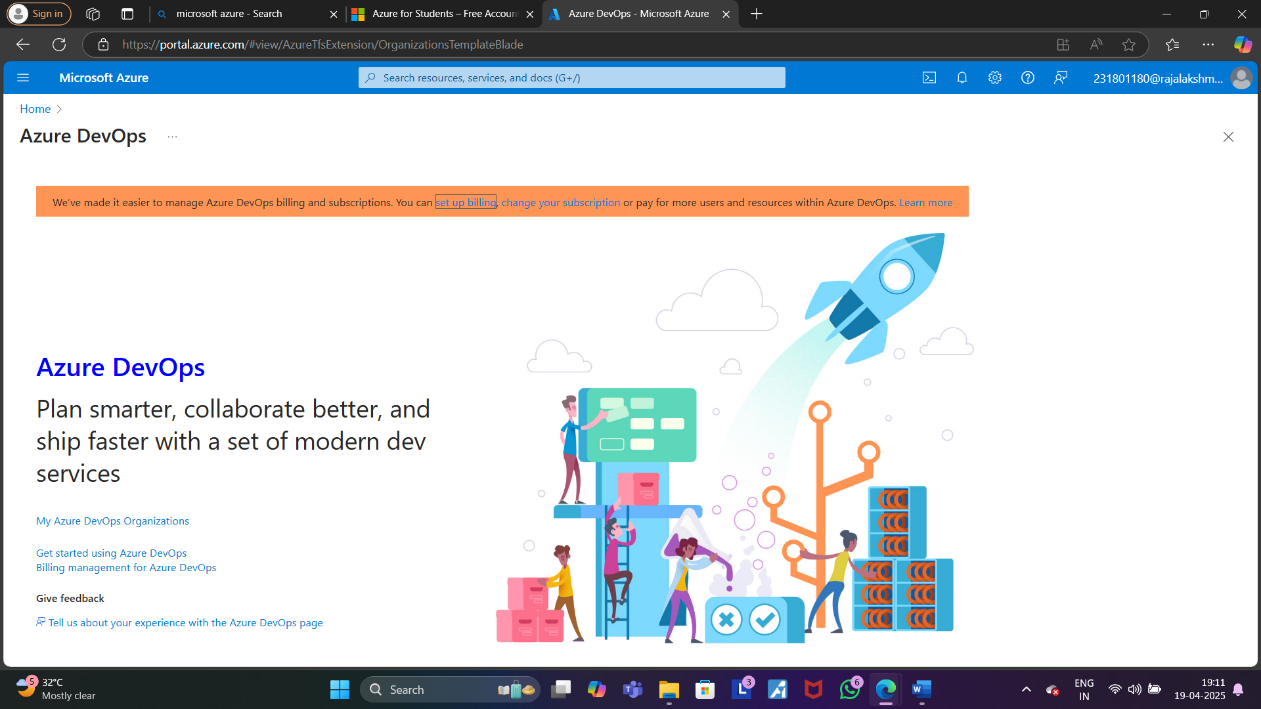 Sign in
microsoft azure - Search
Azure for Students – Free Account
Azure DevOps - Microsoft Azure
https://portal.azure.com/#view/AzureTfsExtension/OrganizationsTemplateBlade
Microsoft Azure
Search resources, services, and docs (G+/)
231801180@rajalakshm...
Home
Azure DevOps
We've made it easier to manage Azure DevOps billing and subscriptions. You can set up billing, change your subscription or pay for more users and resources within Azure DevOps. Learn more
Azure DevOps
Plan smarter, collaborate better, and
ship faster with a set of modern dev
services
My Azure DevOps Organizations
Get started using Azure DevOps
Billing management for Azure DevOps
Give feedback
Tell us about your experience with the Azure DevOps page
5
32°C
Mostly clear
Search
3
6
ENG
IN
19:11
19-04-2025